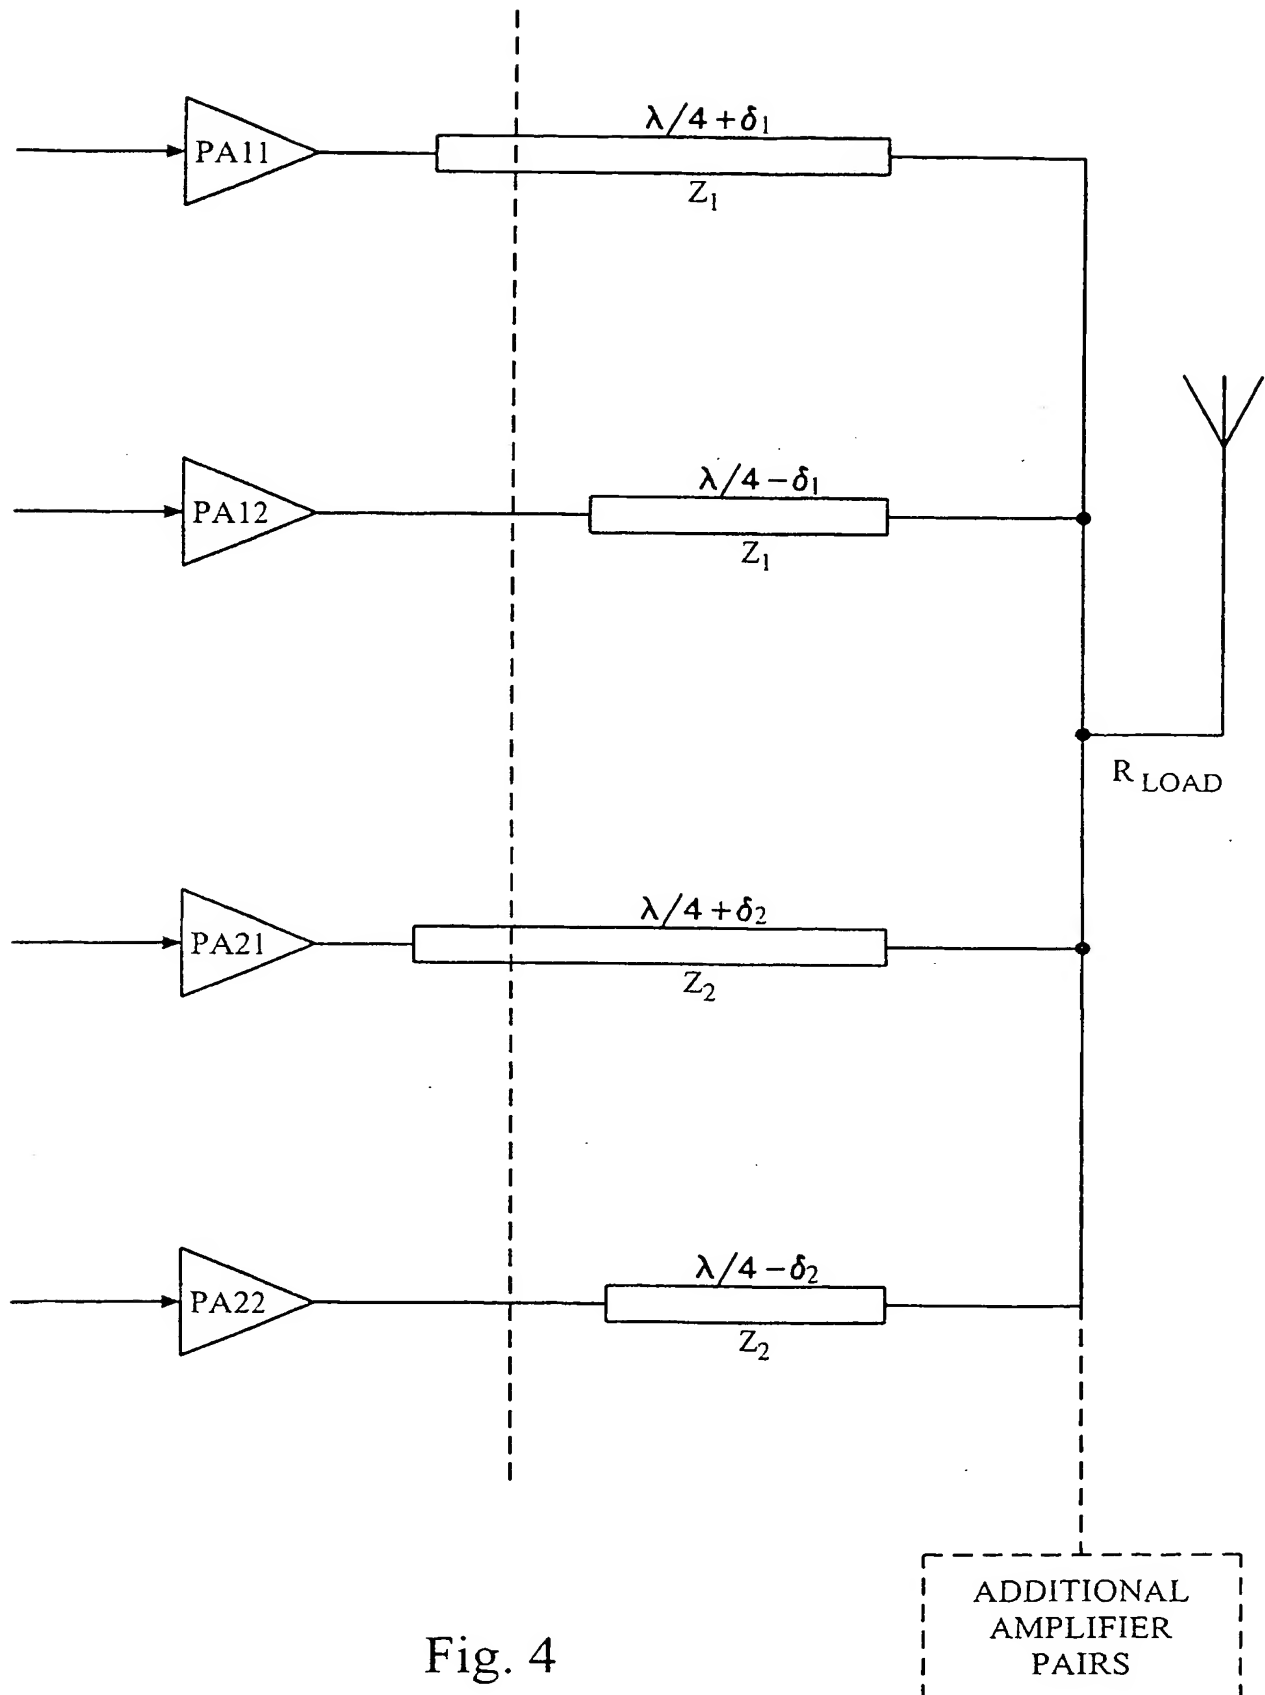 λ/4+δ1
PA11
Z1
λ/4-δ1
PA12
Z1
R LOAD
λ/4+δ2
PA21
Z2
λ/4-δ2
PA22
Z2
ADDITIONAL
AMPLIFIER
PAIRS
Fig. 4